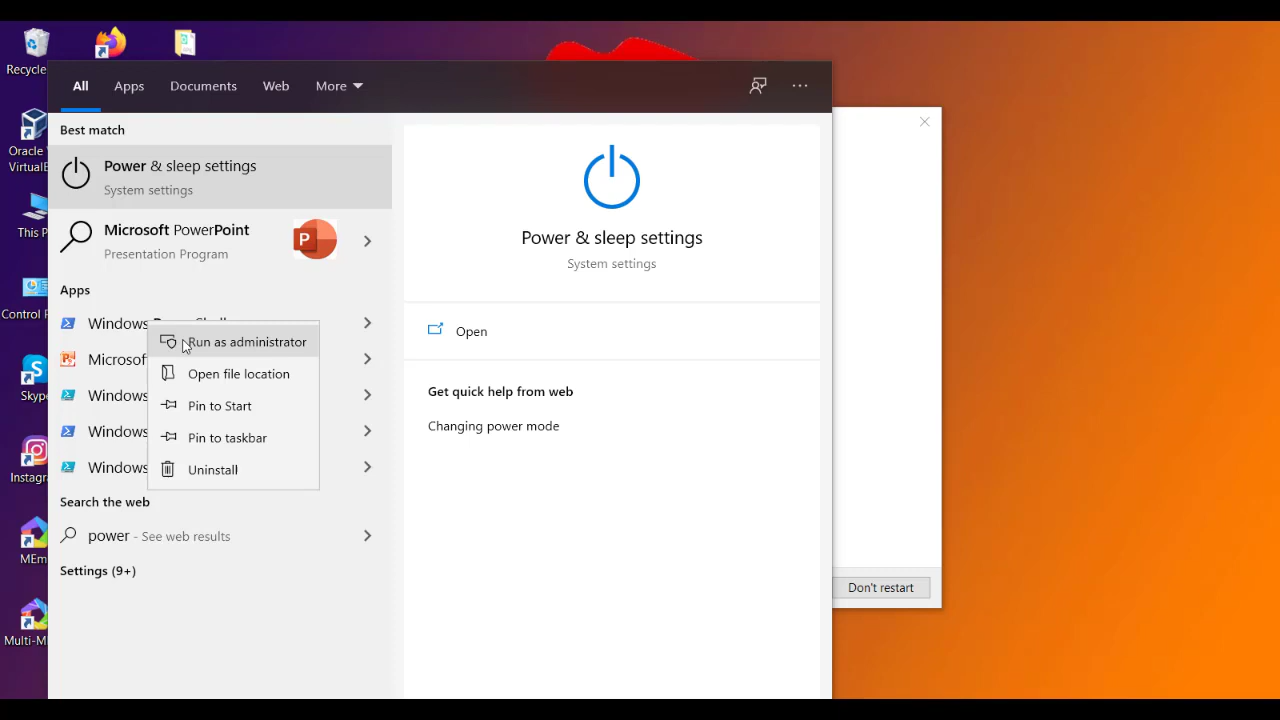 Recycle
Oracle
VirtualB
This P
Control P
Skype
Instagra
MEm
Multi-M
All
Apps
Documents
Web
More
Best match
Power & sleep settings
System settings
Microsoft PowerPoint
Presentation Program
P
Apps
Windows
Microsof
Windows
Windows
Windows
Run as administrator
Open file location
Pin to Start
Pin to taskbar
Uninstall
Search the web
power - See web results
Settings (9+)
Power & sleep settings
System settings
Open
Get quick help from web
Changing power mode
Don't restart